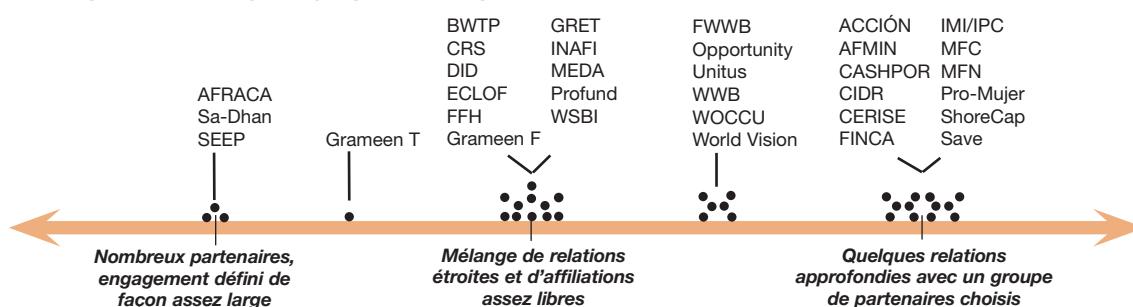 AFRACA
Sa-Dhan
SEEP
Grameen T
BWTP
CRS
DID
ECLOF
FFH
Grameen F
GRET
INAFI
MEDA
Profund
WSBI
FWWB
Opportunity
Unitus
WWB
WOCCU
World Vision
ACCIÓN
AFMIN
CASHPOR
CIDR
CERISE
FINCA
IMI/IPC
MFC
MFN
Pro-Mujer
ShoreCap
Save
Nombreux partenaires,
engagement défini de
façon assez large
Mélange de relations
étroites et d'affiliations
assez libres
Quelques relations
approfondies avec un groupe
de partenaires choisis